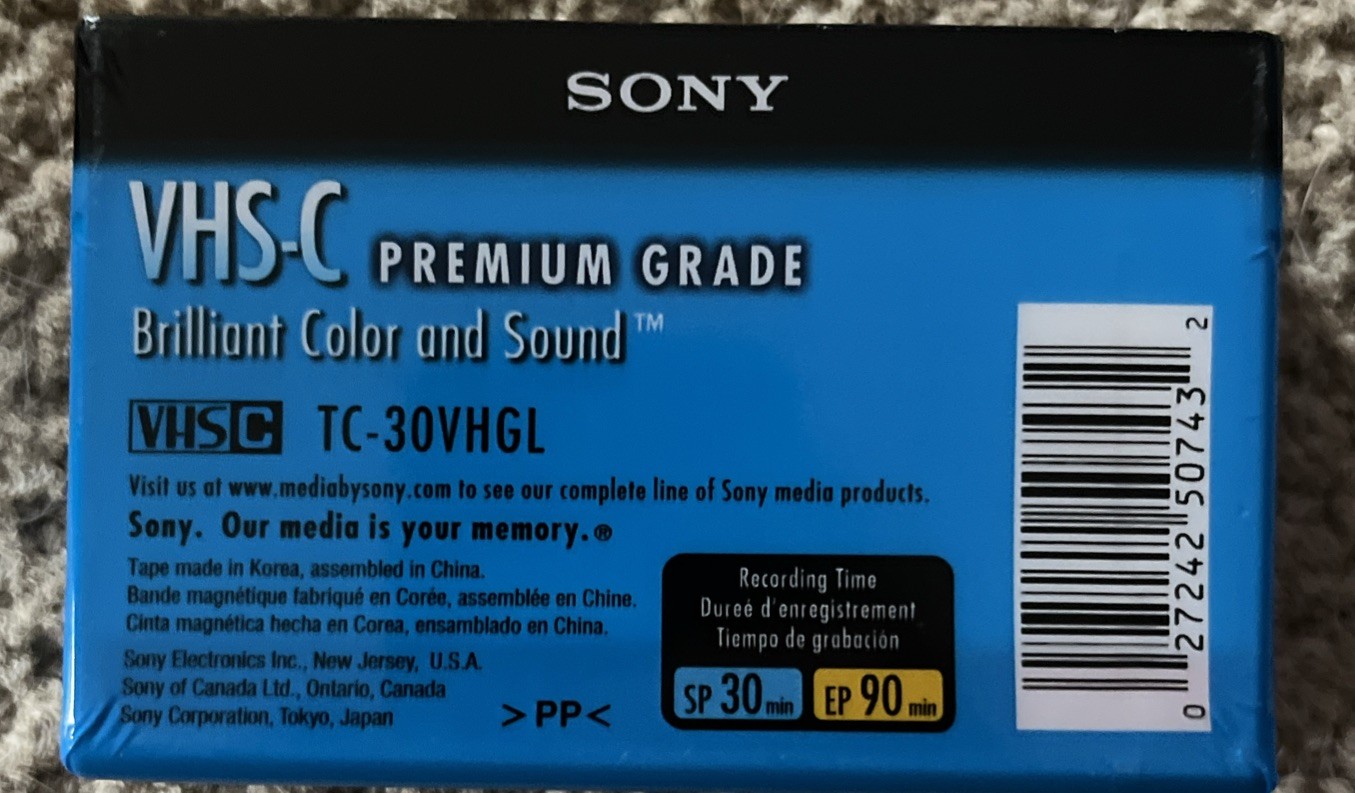 SONY
VHS-C PREMIUM GRADE
Brilliant Color and Sound™
VHS C TC-30VHGL
Visit us at www.mediabysony.com to see our complete line of Sony media products.
Sony. Our media is your memory.®
Tape made in Korea, assembled in China.
Bande magnétique fabriqué en Corée, assemblée en Chine.
Cinta magnética hecha en Corea, ensamblado en China.
Sony Electronics Inc., New Jersey, U.S.A.
Sony of Canada Ltd., Ontario, Canada
Sony Corporation, Tokyo, Japan
>PP<
Recording Time
Dureé d'enregistrement
Tiempo de grabación
SP 30 min EP 90 min
0 27242 50743 2